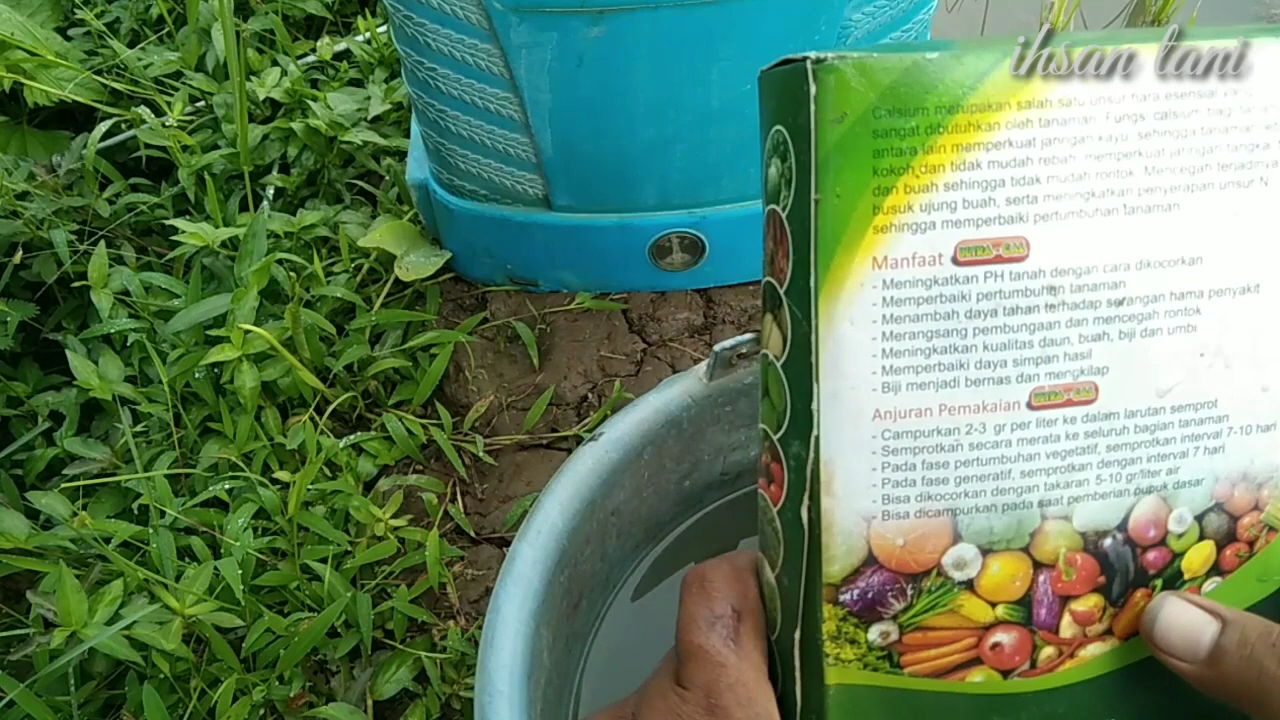 ihsan tani
Calsium merupakan salah satu unsur hara esensial yang
sangat dibutuhkan oleh tanaman. Fungsi calsium bagi
antara lain memperkuat jaringan kayu, sehingga tanaman
kokoh dan tidak mudah rebah, memperkuat jaringan tangkai
dan buah sehingga tidak mudah rontok. Mencegah terjadinya
busuk ujung buah, serta meningkatkan penyerapan unsur N
sehingga memperbaiki pertumbuhan tanaman
Manfaat ULTRA - CAA
- Meningkatkan PH tanah dengan cara dikocorkan
- Memperbaiki pertumbuhan tanaman
- Menambah daya tahan terhadap serangan hama penyakit
- Merangsang pembungaan dan mencegah rontok
- Meningkatkan kualitas daun, buah, biji dan umbi
- Memperbaiki daya simpan hasil
- Biji menjadi bernas dan mengkilap
Anjuran Pemakaian ULTRA - CAA
- Campurkan 2-3 gr per liter ke dalam larutan semprot
- Semprotkan secara merata ke seluruh bagian tanaman
- Pada fase pertumbuhan vegetatif, semprotkan interval 7-10 hari
- Pada fase generatif, semprotkan dengan interval 7 hari
- Bisa dikocorkan dengan takaran 5-10 gr/liter air
- Bisa dicampurkan pada saat pemberian pupuk dasar